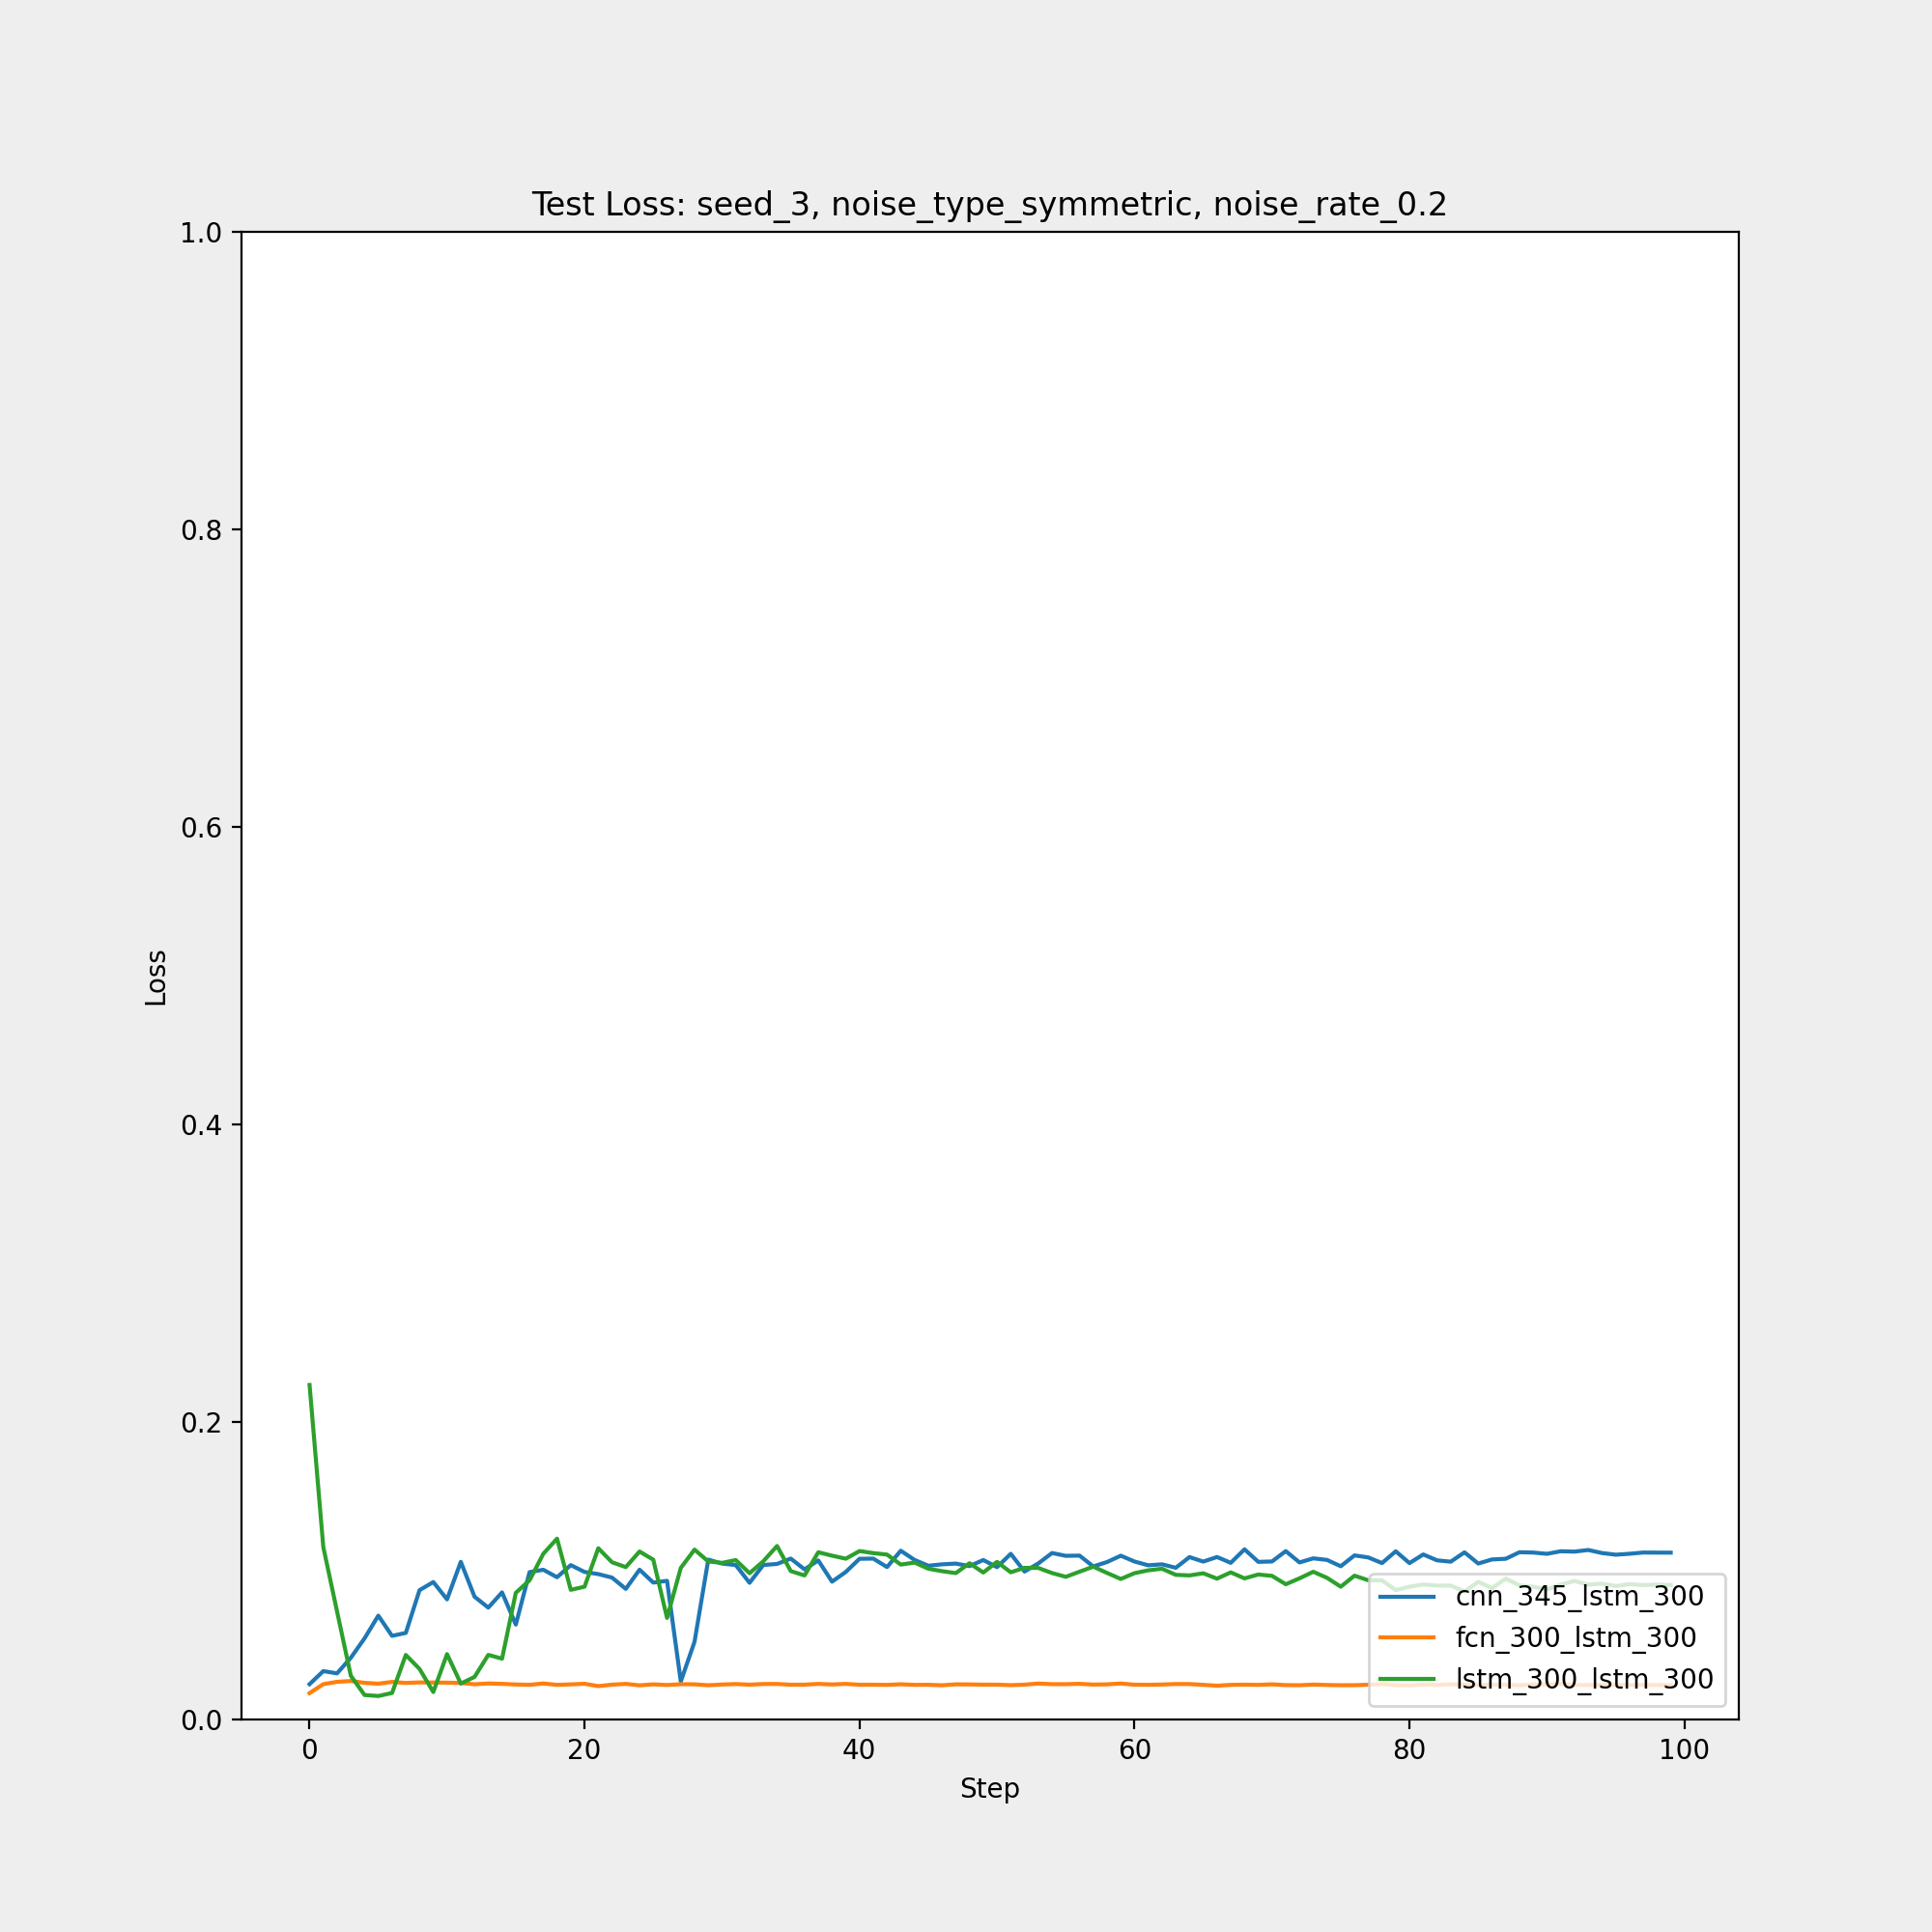 Test Loss: seed_3, noise_type_symmetric, noise_rate_0.2
1.0
0.8
0.6
0.4
0.2
0.0
Loss
cnn_345_lstm_300
fcn_300_lstm_300
lstm_300_lstm_300
0 20 40 60 80 100
Step